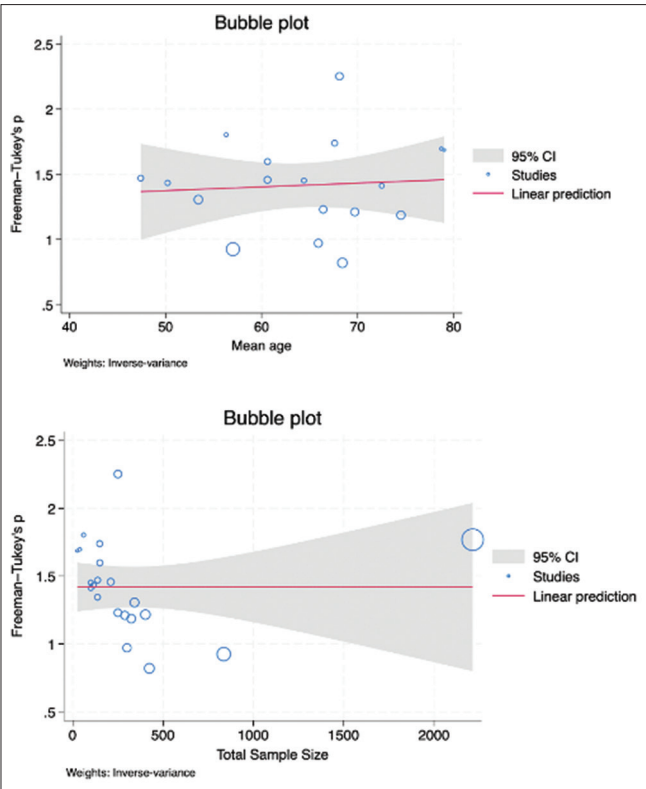 Bubble plot
2.5
2
1.5
1
.5
Freeman–Tukey's p
40 50 60 70 80
Mean age
Weights: Inverse-variance
95% CI
Studies
Linear prediction
Bubble plot
2.5
2
1.5
1
.5
Freeman–Tukey's p
0 500 1000 1500 2000
Total Sample Size
Weights: Inverse-variance
95% CI
Studies
Linear prediction